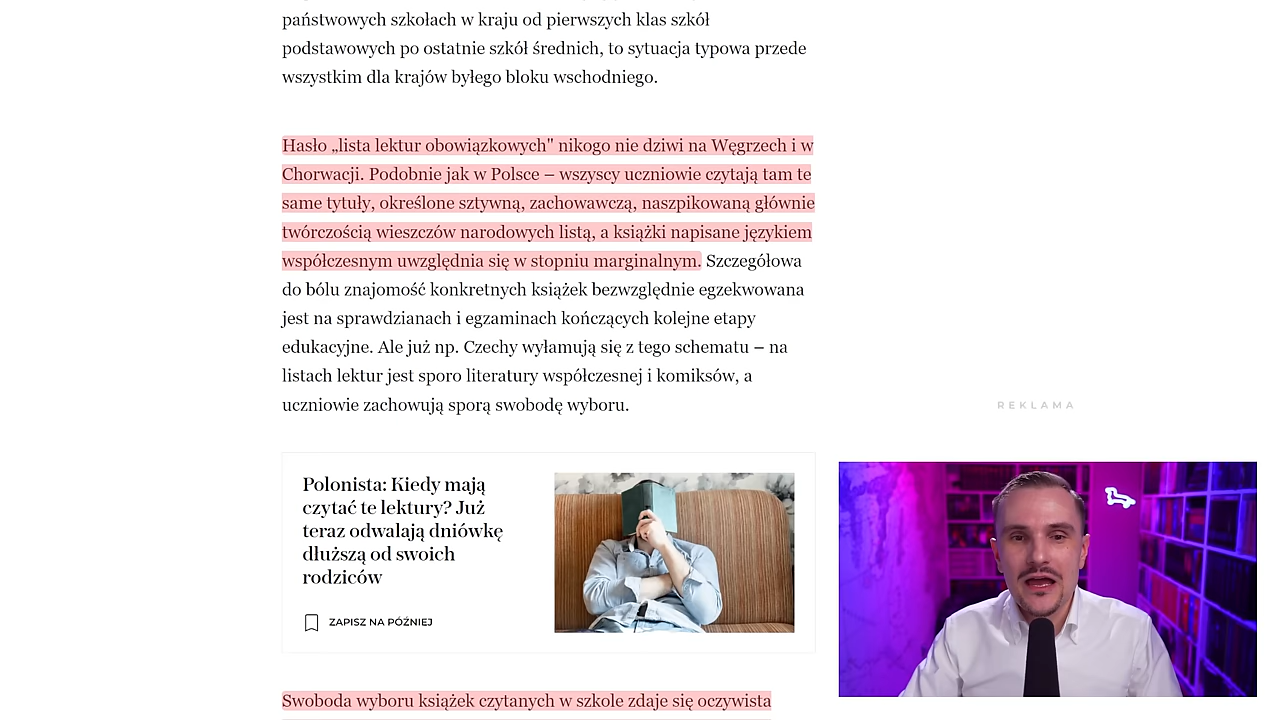 państwowych szkołach w kraju od pierwszych klas szkół
podstawowych po ostatnie szkół średnich, to sytuacja typowa przede
wszystkim dla krajów byłego bloku wschodniego.
Hasło „lista lektur obowiązkowych" nikogo nie dziwi na Węgrzech i w
Chorwacji. Podobnie jak w Polsce – wszyscy uczniowie czytają tam te
same tytuły, określone sztywną, zachowawczą, naszpikowaną głównie
twórczością wieszczów narodowych listą, a książki napisane językiem
współczesnym uwzględnia się w stopniu marginalnym. Szczegółowa
do bólu znajomość konkretnych książek bezwzględnie egzekwowana
jest na sprawdzianach i egzaminach kończących kolejne etapy
edukacyjne. Ale już np. Czechy wyłamują się z tego schematu – na
listach lektur jest sporo literatury współczesnej i komiksów, a
uczniowie zachowują sporą swobodę wyboru.
REKLAMA
Polonista: Kiedy mają
czytać te lektury? Już
teraz odwalają dniówkę
dłuższą od swoich
rodziców
ZAPISZ NA PÓŹNIEJ
Swoboda wyboru książek czytanych w szkole zdaje się oczywista